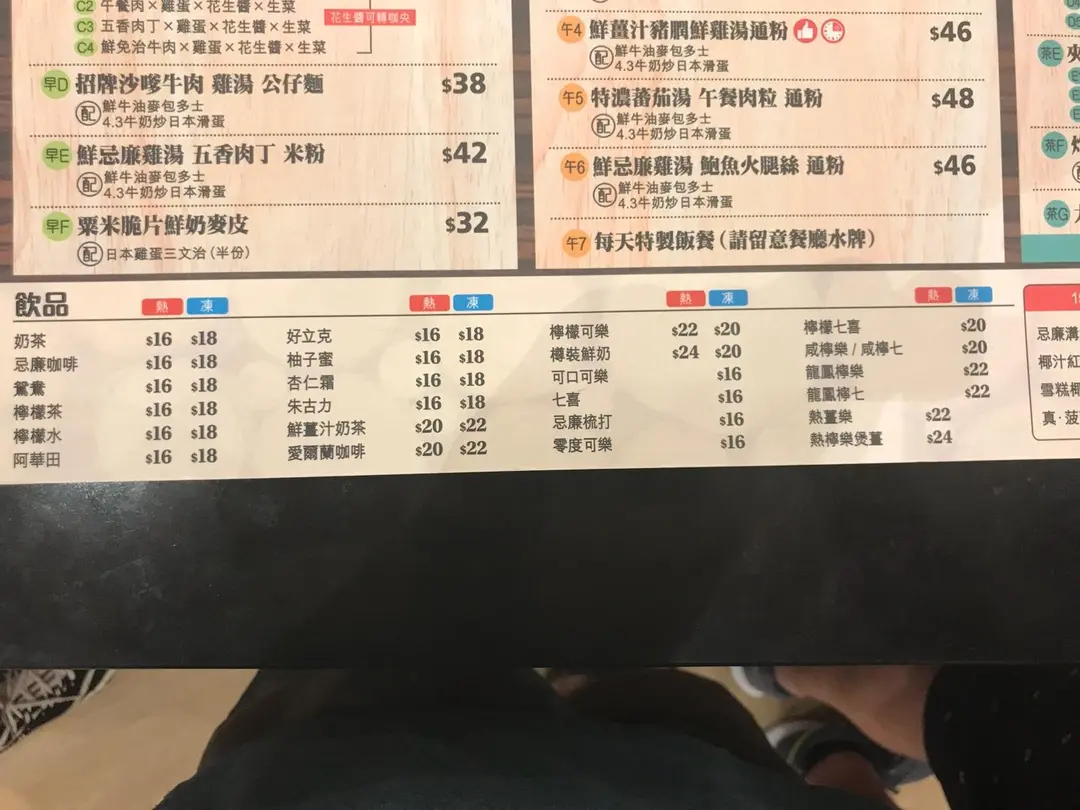 C2 午餐肉×雞蛋×花生醬×生菜
C3 五香肉丁×雞蛋×花生醬×生菜
C4 鮮免治牛肉×雞蛋×花生醬×生菜
花生醬可轉咖央
早D 招牌沙嗲牛肉 雞湯 公仔麵 $38
配 鮮牛油麥包多士
4.3牛奶炒日本滑蛋
早E 鮮忌廉雞湯 五香肉丁 米粉 $42
配 鮮牛油麥包多士
4.3牛奶炒日本滑蛋
早F 粟米脆片鮮奶麥皮 $32
配 日本雞蛋三文治(半份)
午4 鮮薑汁豬膶鮮雞湯通粉 $46
配 鮮牛油麥包多士
4.3牛奶炒日本滑蛋
午5 特濃蕃茄湯 午餐肉粒 通粉 $48
配 鮮牛油麥包多士
4.3牛奶炒日本滑蛋
午6 鮮忌廉雞湯 鮑魚火腿絲 通粉 $46
配 鮮牛油麥包多士
4.3牛奶炒日本滑蛋
午7 每天特製飯餐(請留意餐廳水牌)
茶E
茶F
茶G
飲品 熱 凍
奶茶 $16 $18
忌廉咖啡 $16 $18
鴛鴦 $16 $18
檸檬茶 $16 $18
檸檬水 $16 $18
阿華田 $16 $18
熱 凍
好立克 $16 $18
柚子蜜 $16 $18
杏仁霜 $16 $18
朱古力 $16 $18
鮮薑汁奶茶 $20 $22
愛爾蘭咖啡 $20 $22
熱 凍
檸檬可樂 $22 $20
樽裝鮮奶 $24 $20
可口可樂 $16
七喜 $16
忌廉梳打 $16
零度可樂 $16
熱 凍
檸檬七喜 $20
咸檸樂/咸檸七 $20
龍鳳檸樂 $22
龍鳳檸七 $22
熱薑樂 $22
熱檸樂煲薑 $24
忌廉溝
椰汁紅
雪糕椰
真·菠